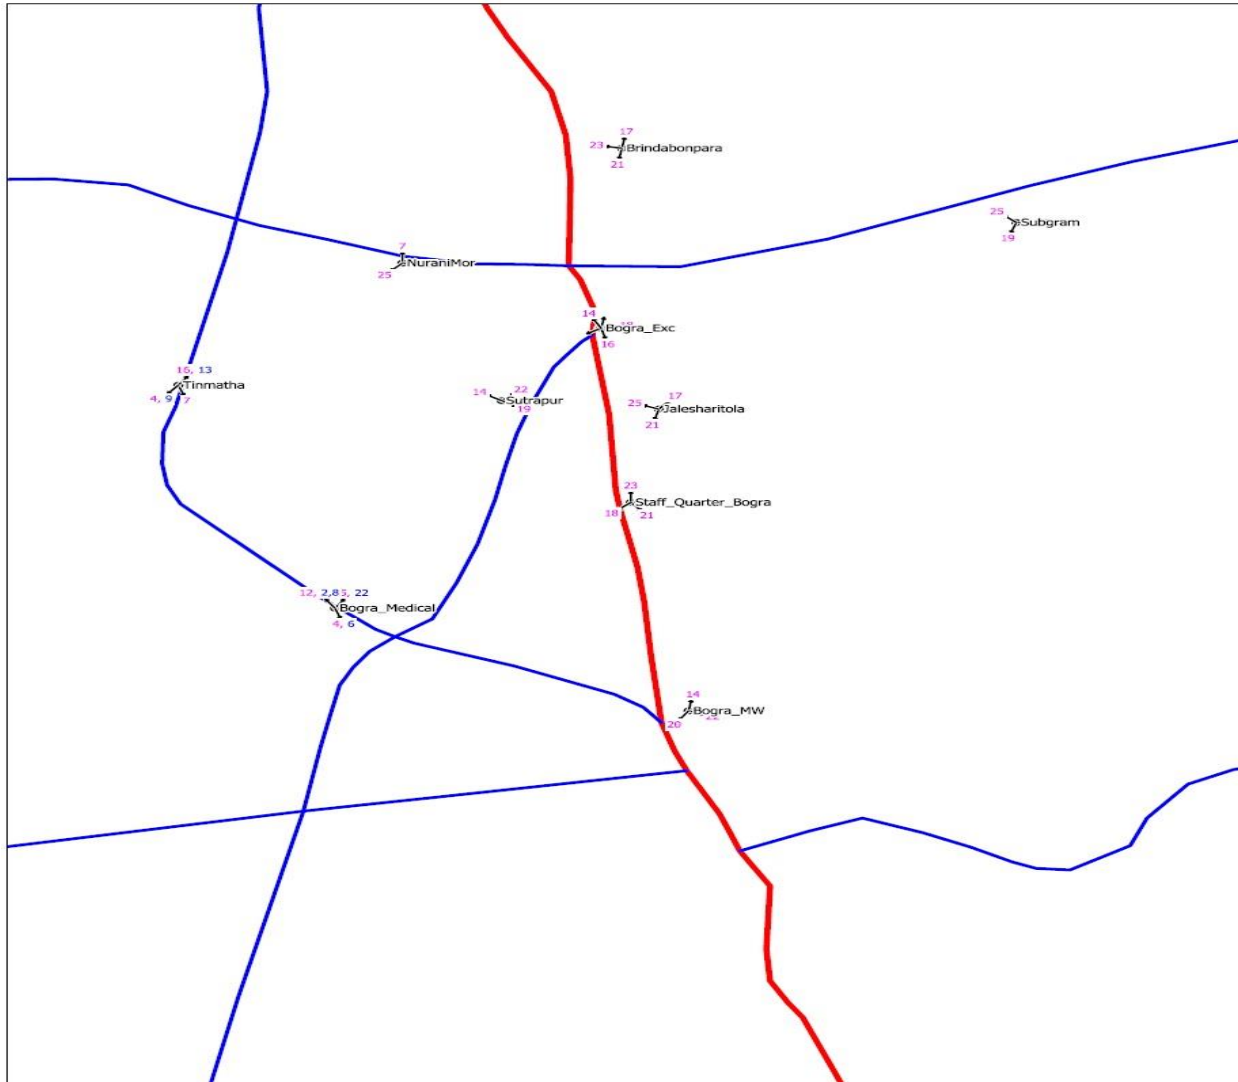 17
23 Brindabonpara
21
25
Subgram
19
7
NuraniMor
25
14
Bogra_Exc
16
16, 13
Tinmatha
4, 9 7
22
14
Sutrapur
19
17
25
Jalesharitola
21
23
Staff_Quarter_Bogra
18 21
12, 2,8 5, 22
Bogra_Medical
4, 6
14
Bogra_MW
20